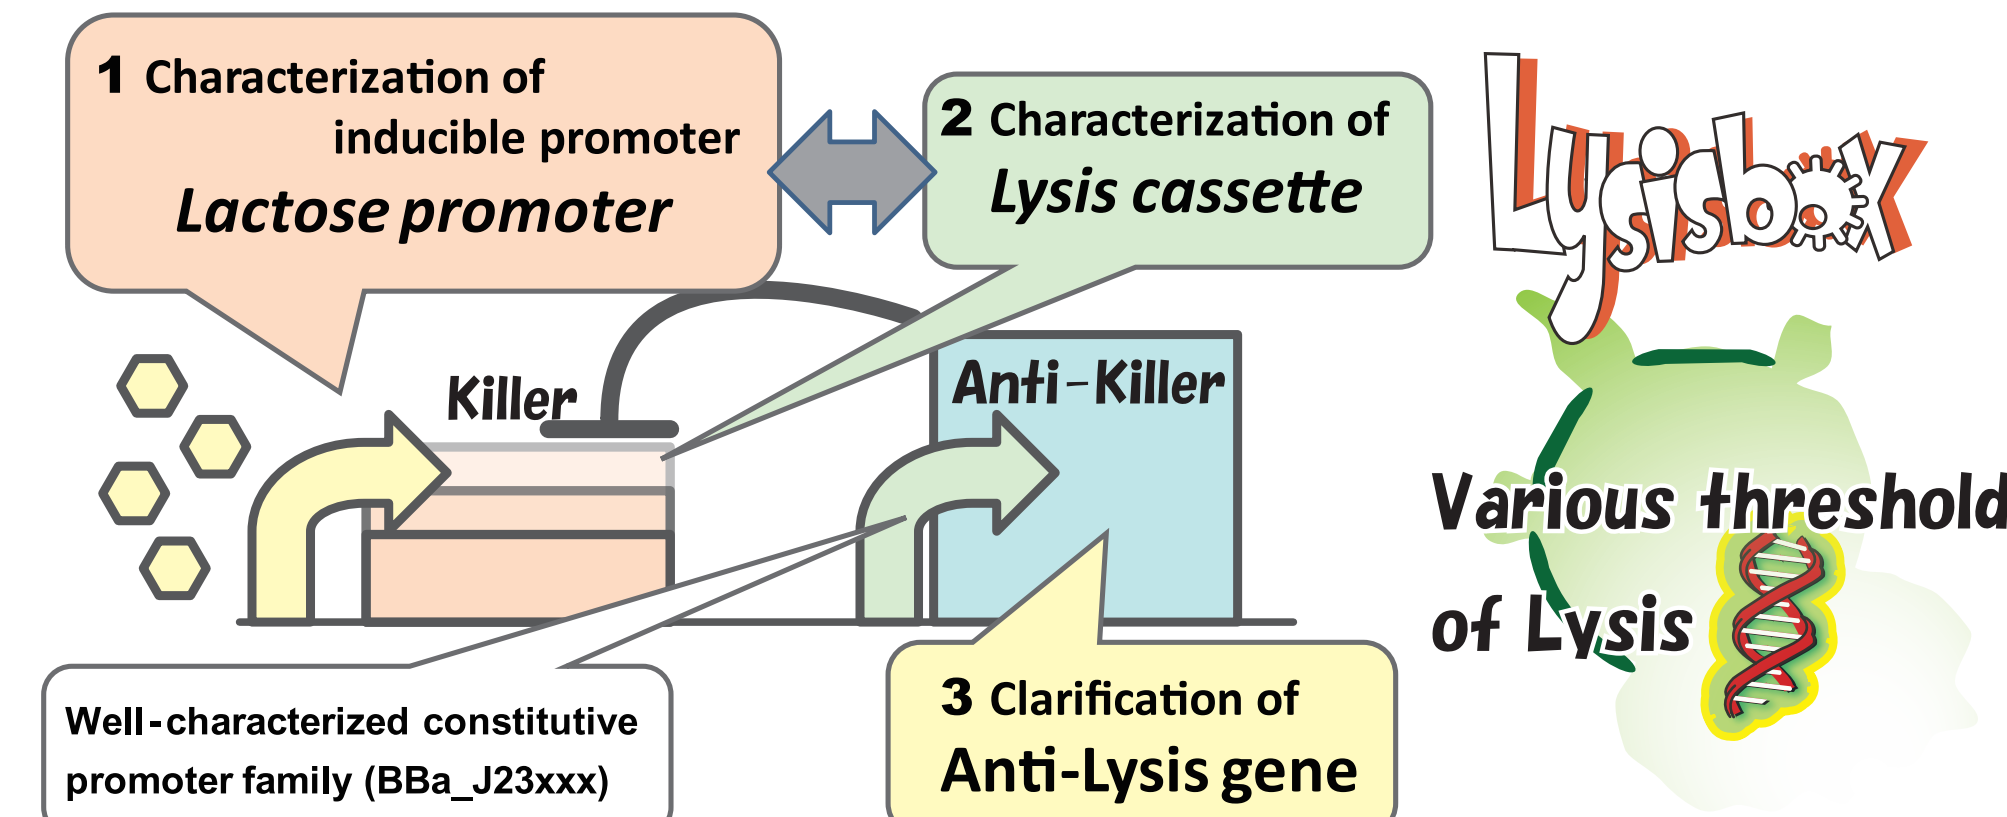 1 Characterization of
inducible promoter
Lactose promoter
2 Characterization of
Lysis cassette
Lysisbox
Killer
Anti-Killer
Various threshold
of Lysis
Well-characterized constitutive
promoter family (BBa_J23xxx)
3 Clarification of
Anti-Lysis gene